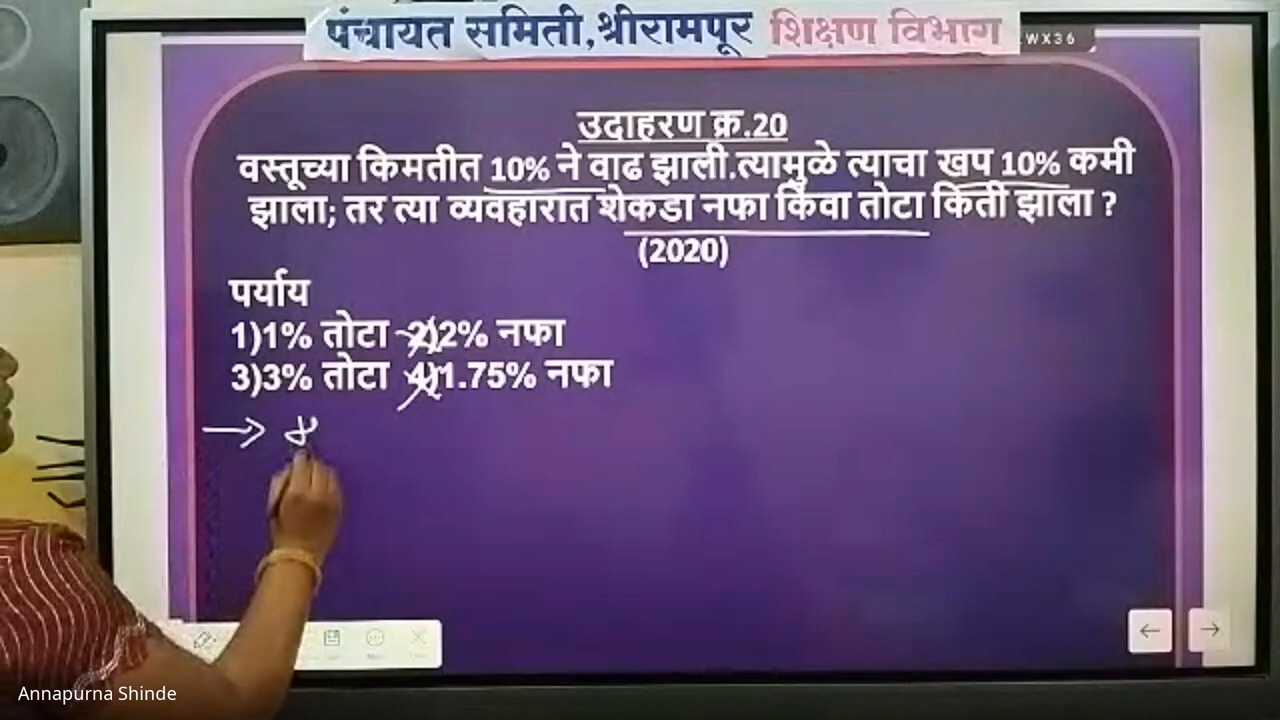 पंचायत समिती,श्रीरामपूर शिक्षण विभाग
WX36
उदाहरण क्र.20
वस्तूच्या किमतीत 10% ने वाढ झाली.त्यामुळे त्याचा खप 10% कमी
झाला; तर त्या व्यवहारात शेकडा नफा किंवा तोटा किती झाला ?
(2020)
पर्याय
1)1% तोटा 2)2% नफा
3)3% तोटा 4)1.75% नफा
Annapurna Shinde